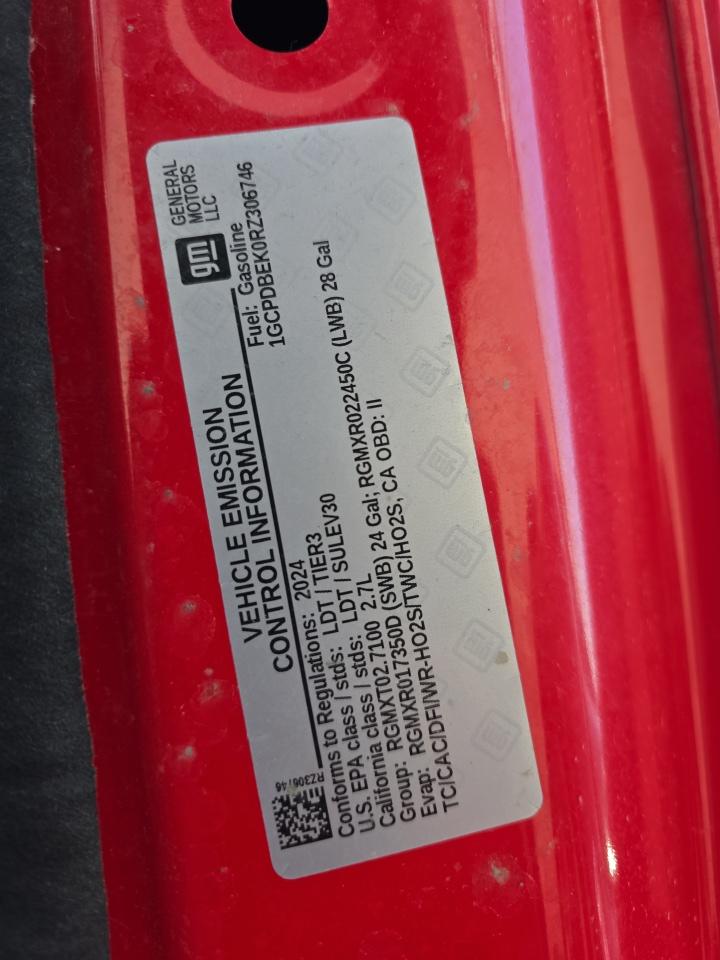 VEHICLE EMISSION
CONTROL INFORMATION
gm
GENERAL
MOTORS
LLC
Fuel: Gasoline
1GCPDBEK0RZ306746
RZ306746
Conforms to Regulations: 2024
U.S. EPA class / stds: LDT / TIER3
California class / stds: LDT / SULEV30
Group: RGMXT02.7100 2.7L
Evap: RGMXR017350D (SWB) 24 Gal; RGMXR022450C (LWB) 28 Gal
TC/CAC/DFI/WR-HO2S/TWC/HO2S, CA OBD: II